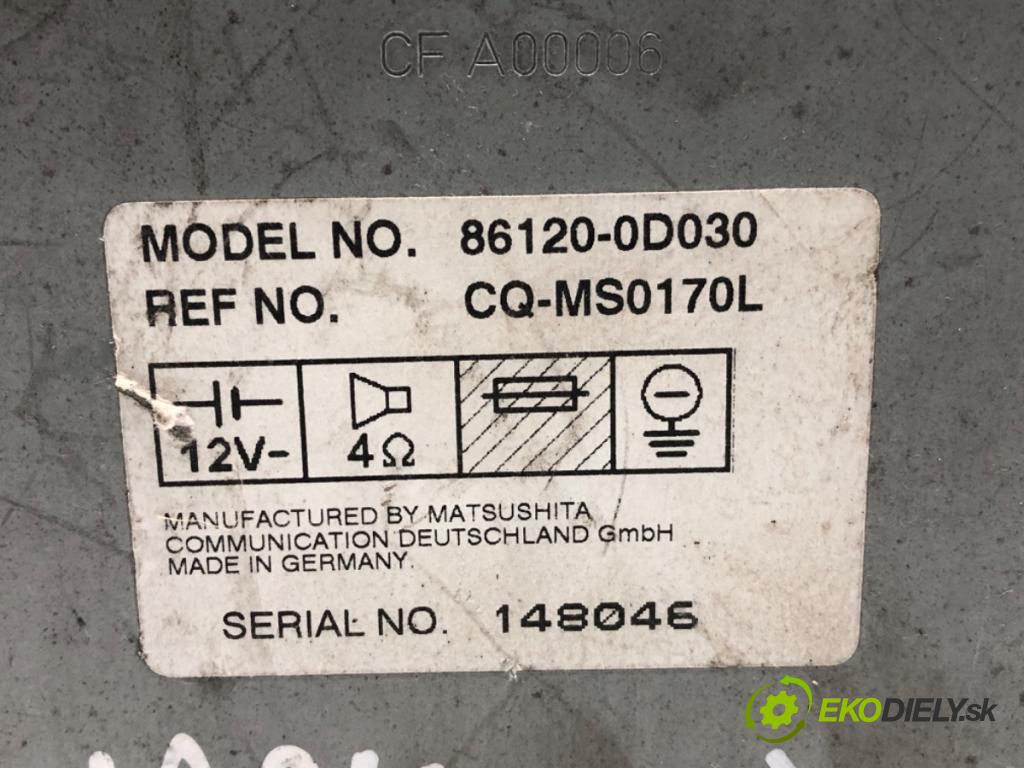 CF A00006
MODEL NO. 86120-0D030
REF NO. CQ-MS0170L
12V- 4Ω
MANUFACTURED BY MATSUSHITA
COMMUNICATION DEUTSCHLAND GmbH
MADE IN GERMANY.
SERIAL NO. 148046
EKODIELY.sk